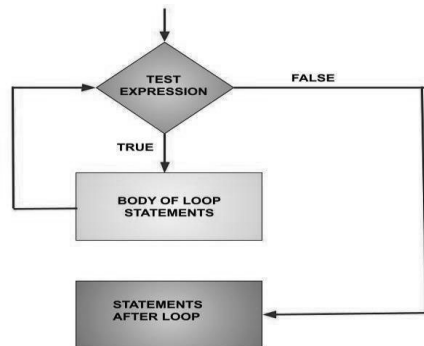 TEST
EXPRESSION
FALSE
TRUE
BODY OF LOOP
STATEMENTS
STATEMENTS
AFTER LOOP